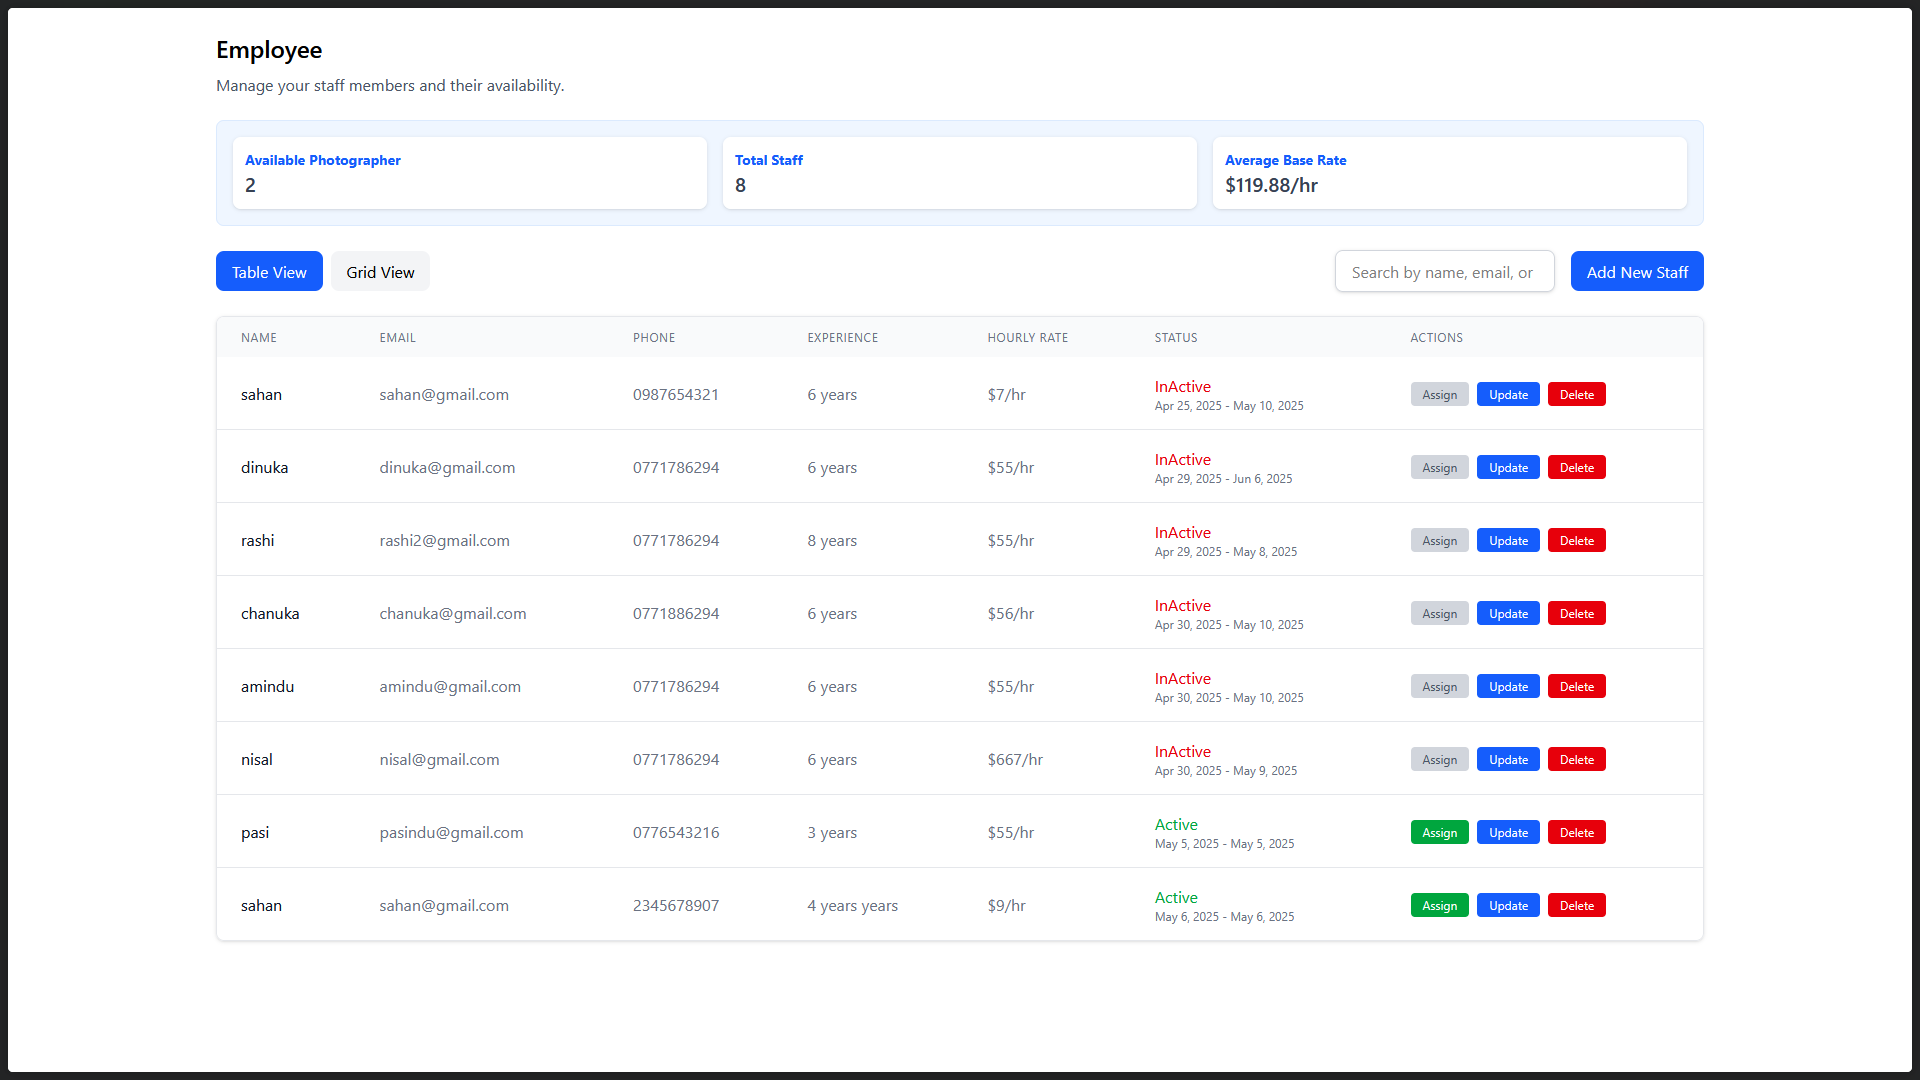 Employee
Manage your staff members and their availability.
Available Photographer
2
Total Staff
8
Average Base Rate
$119.88/hr
Table View
Grid View
Search by name, email, or
Add New Staff
NAME EMAIL PHONE EXPERIENCE HOURLY RATE STATUS ACTIONS
sahan sahan@gmail.com 0987654321 6 years $7/hr InActive
Apr 25, 2025 - May 10, 2025
Assign Update Delete
dinuka dinuka@gmail.com 0771786294 6 years $55/hr InActive
Apr 29, 2025 - Jun 6, 2025
Assign Update Delete
rashi rashi2@gmail.com 0771786294 8 years $55/hr InActive
Apr 29, 2025 - May 8, 2025
Assign Update Delete
chanuka chanuka@gmail.com 0771886294 6 years $56/hr InActive
Apr 30, 2025 - May 10, 2025
Assign Update Delete
amindu amindu@gmail.com 0771786294 6 years $55/hr InActive
Apr 30, 2025 - May 10, 2025
Assign Update Delete
nisal nisal@gmail.com 0771786294 6 years $667/hr InActive
Apr 30, 2025 - May 9, 2025
Assign Update Delete
pasi pasindu@gmail.com 0776543216 3 years $55/hr Active
May 5, 2025 - May 5, 2025
Assign Update Delete
sahan sahan@gmail.com 2345678907 4 years years $9/hr Active
May 6, 2025 - May 6, 2025
Assign Update Delete